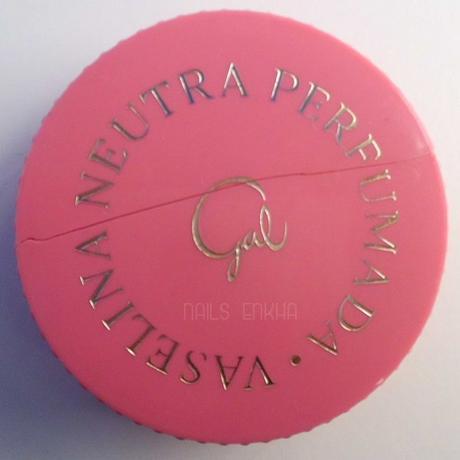 VASELINA NEUTRA PERFUMADA •
Gal
NAILS ENKHA